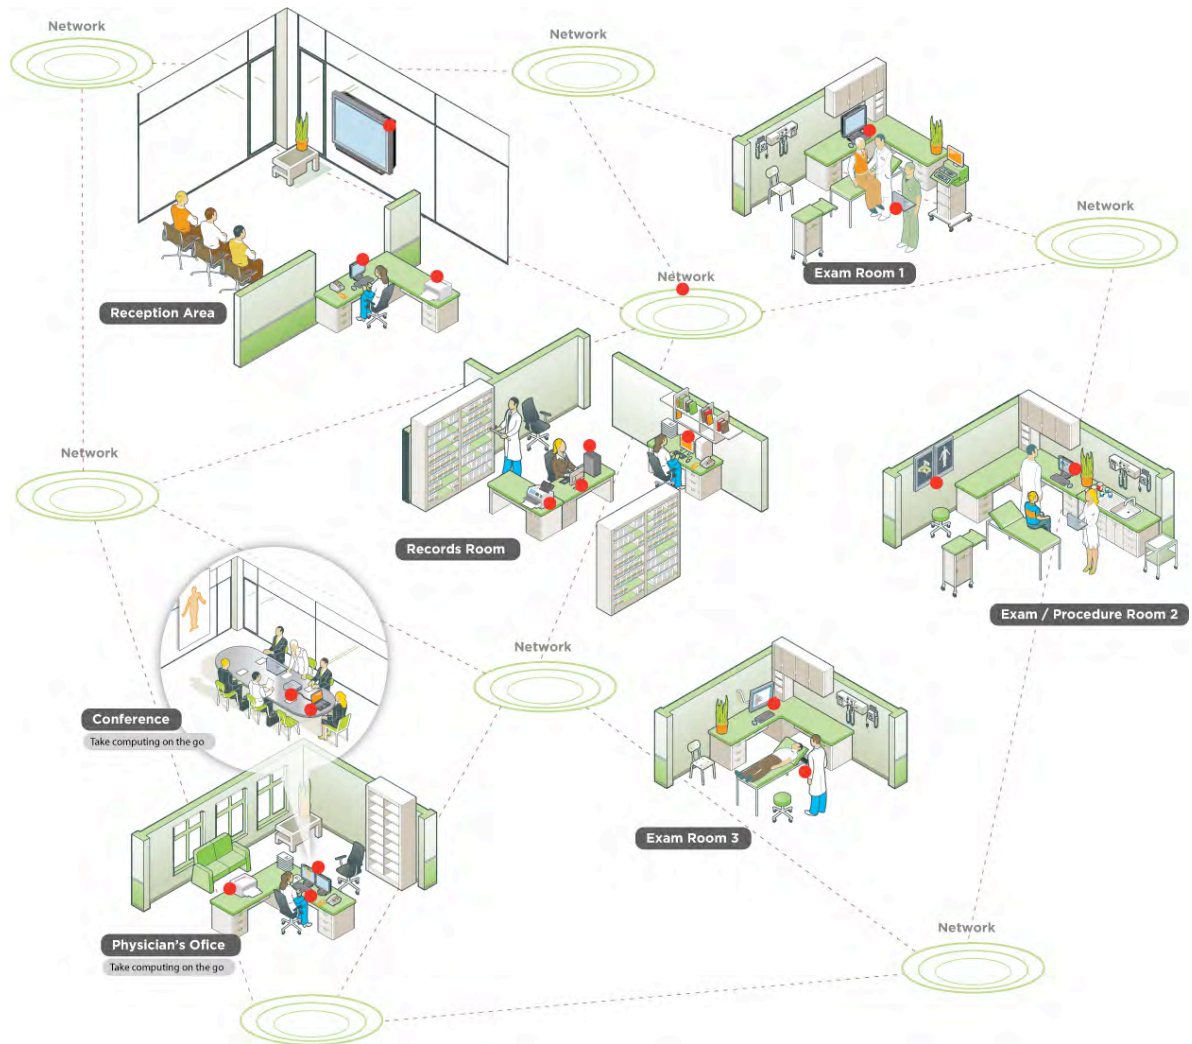 Network
Network
Network
Exam Room 1
Network
Reception Area
Records Room
Exam / Procedure Room 2
Network
Conference
Take computing on the go
Exam Room 3
Physician's Ofice
Take computing on the go
Network